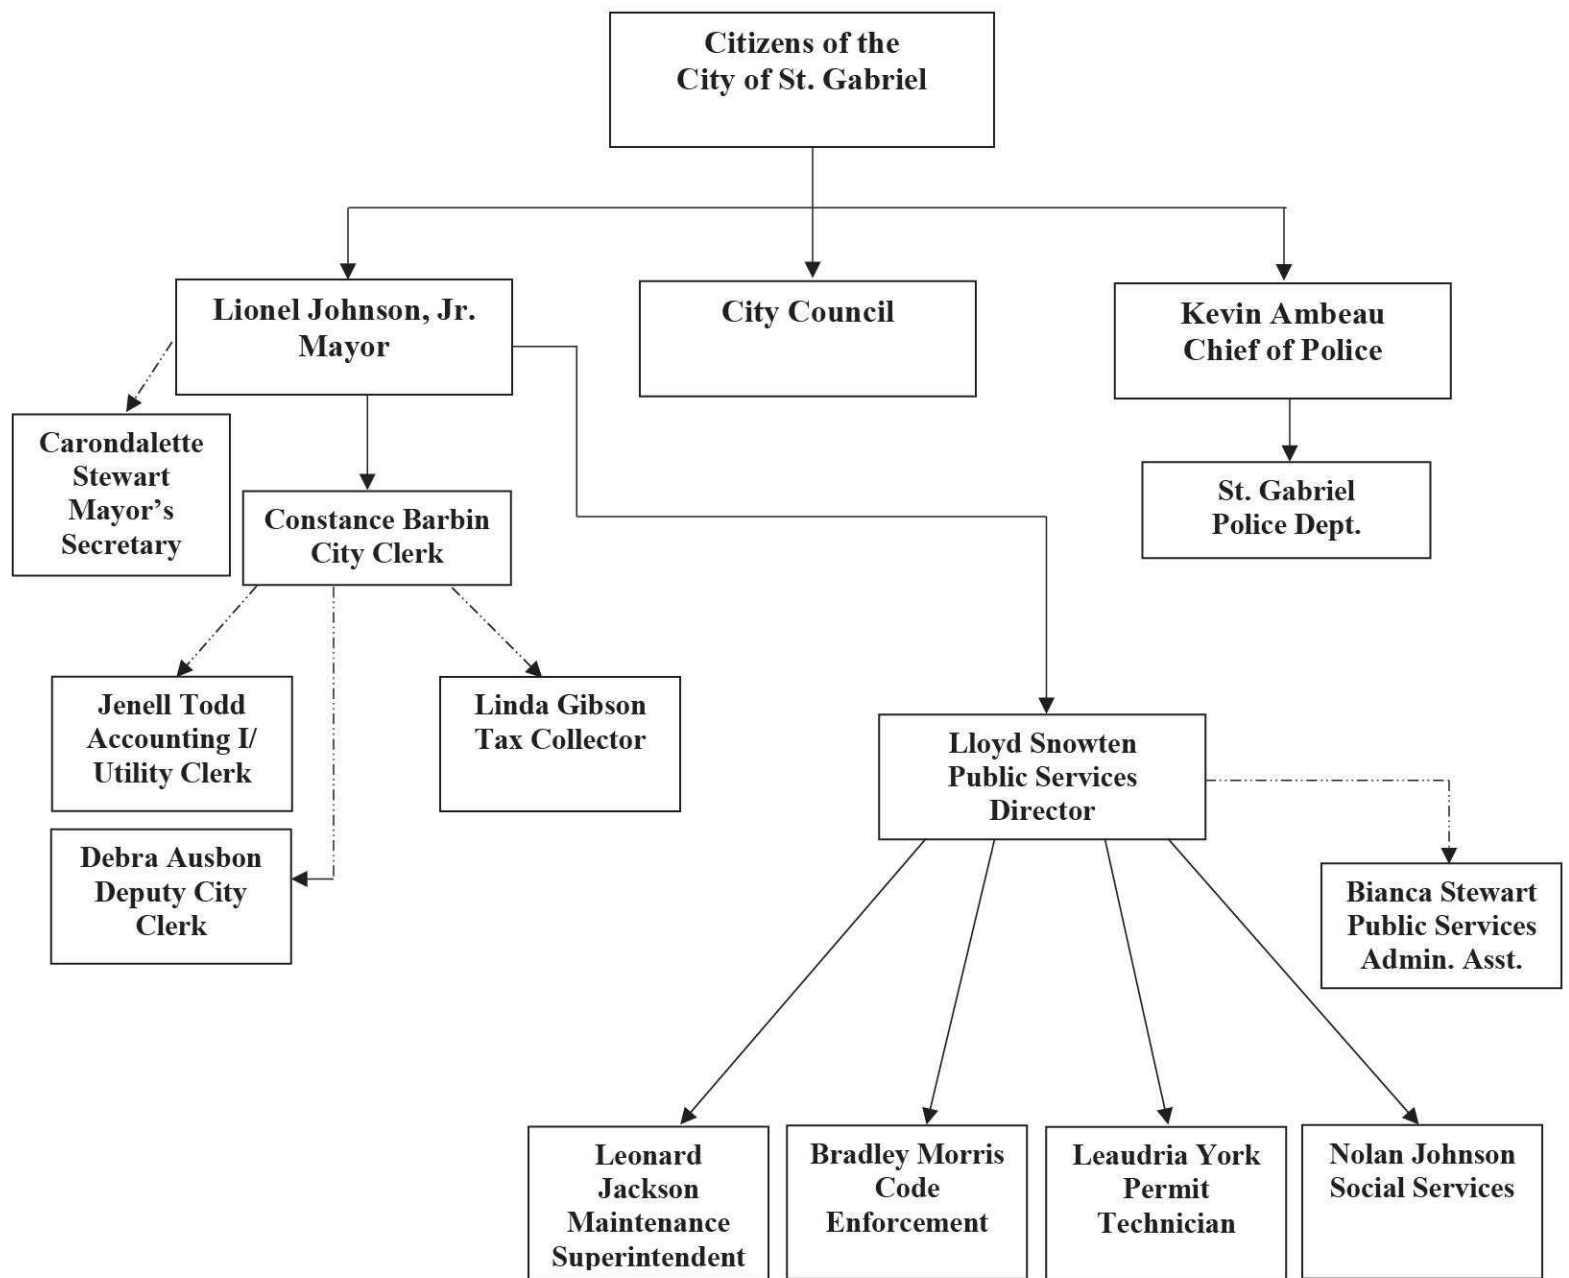 Citizens of the
City of St. Gabriel
Lionel Johnson, Jr.
Mayor
City Council
Kevin Ambeau
Chief of Police
Carondalette
Stewart
Mayor’s
Secretary
Constance Barbin
City Clerk
St. Gabriel
Police Dept.
Jenell Todd
Accounting I/
Utility Clerk
Linda Gibson
Tax Collector
Lloyd Snowten
Public Services
Director
Debra Ausbon
Deputy City
Clerk
Bianca Stewart
Public Services
Admin. Asst.
Leonard
Jackson
Maintenance
Superintendent
Bradley Morris
Code
Enforcement
Leaudria York
Permit
Technician
Nolan Johnson
Social Services